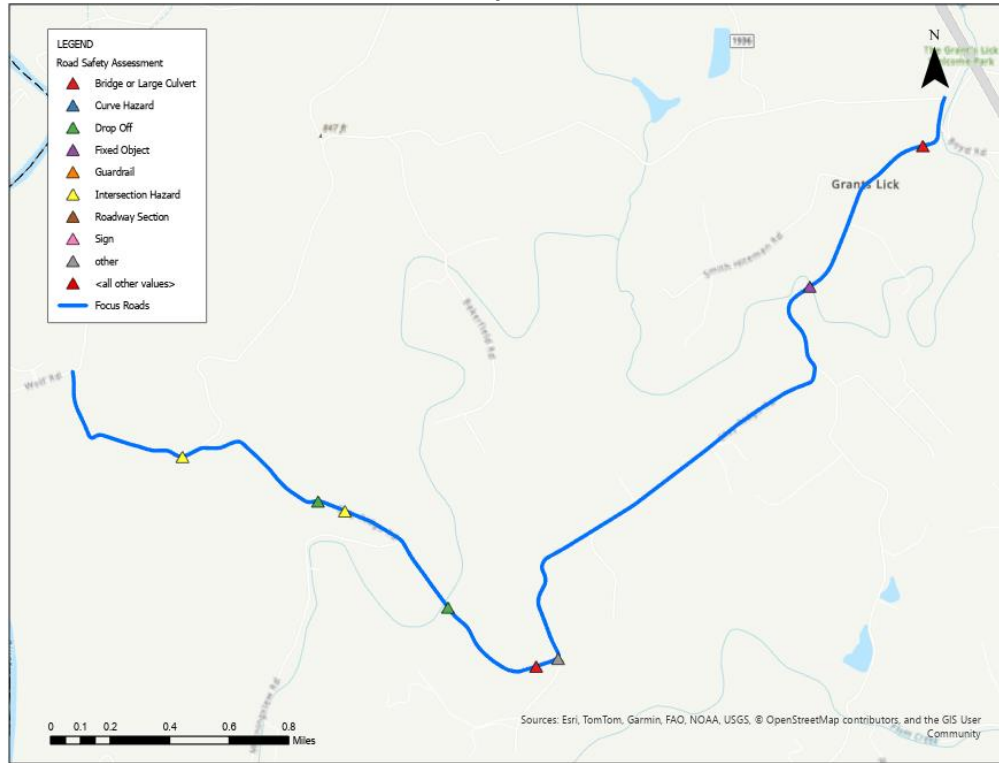 LEGEND
Road Safety Assessment
Bridge or Large Culvert
Curve Hazard
Drop Off
Fixed Object
Guardrail
Intersection Hazard
Roadway Section
Sign
other
<all other values>
Focus Roads
1936
N
The Grant's Lick
Welcome Park
847 ft
Boyd Rd
Grants Lick
Smith Hiteman Rd
Bakerfield Rd
Wolf Rd
0 0.1 0.2 0.4 0.6 0.8
Miles
Sources: Esri, TomTom, Garmin, FAO, NOAA, USGS, © OpenStreetMap contributors, and the GIS User
Community